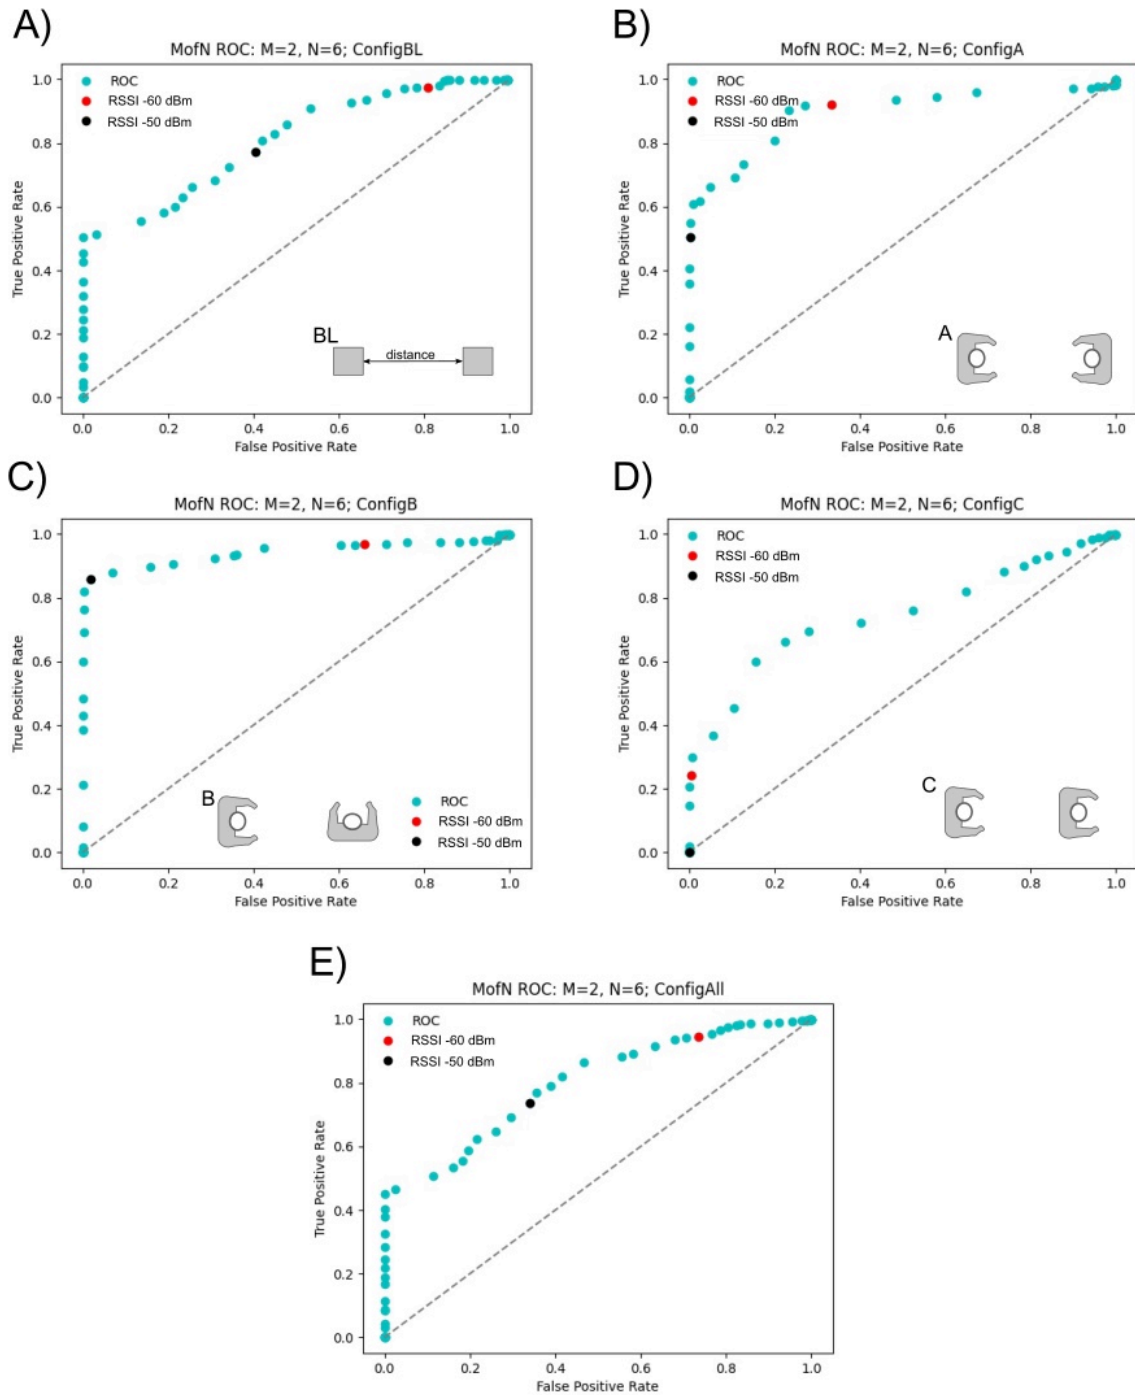 A)
MofN ROC: M=2, N=6; ConfigBL
ROC
RSSI -60 dBm
RSSI -50 dBm
1.0
0.8
0.6
0.4
0.2
0.0
True Positive Rate
BL
distance
0.0 0.2 0.4 0.6 0.8 1.0
False Positive Rate
B)
MofN ROC: M=2, N=6; ConfigA
ROC
RSSI -60 dBm
RSSI -50 dBm
1.0
0.8
0.6
0.4
0.2
0.0
True Positive Rate
A
0.0 0.2 0.4 0.6 0.8 1.0
False Positive Rate
C)
MofN ROC: M=2, N=6; ConfigB
1.0
0.8
0.6
0.4
0.2
0.0
True Positive Rate
B
ROC
RSSI -60 dBm
RSSI -50 dBm
0.0 0.2 0.4 0.6 0.8 1.0
False Positive Rate
D)
MofN ROC: M=2, N=6; ConfigC
ROC
RSSI -60 dBm
RSSI -50 dBm
1.0
0.8
0.6
0.4
0.2
0.0
True Positive Rate
C
0.0 0.2 0.4 0.6 0.8 1.0
False Positive Rate
E)
MofN ROC: M=2, N=6; ConfigAll
ROC
RSSI -60 dBm
RSSI -50 dBm
1.0
0.8
0.6
0.4
0.2
0.0
True Positive Rate
0.0 0.2 0.4 0.6 0.8 1.0
False Positive Rate